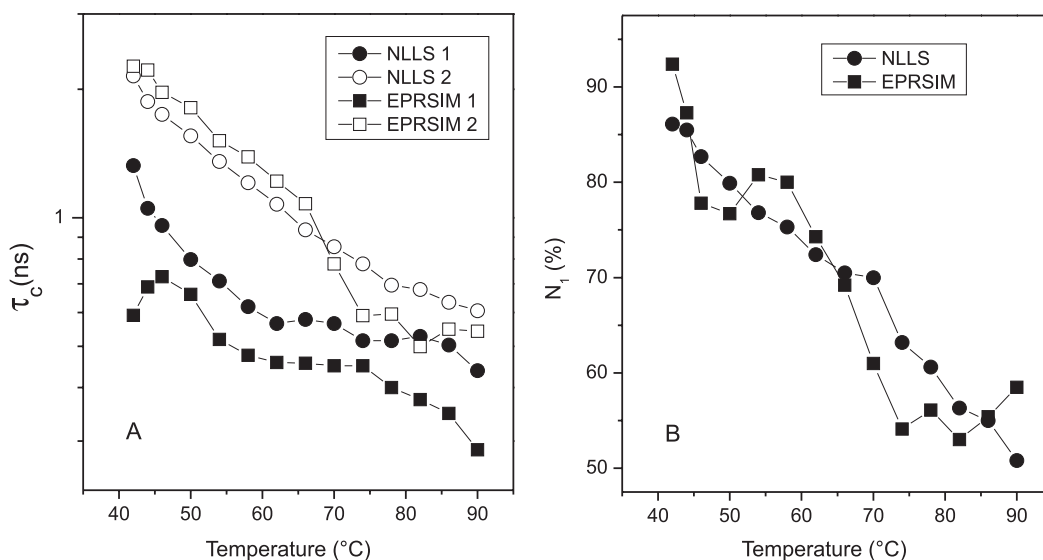 NLLS 1
NLLS 2
EPRSIM 1
EPRSIM 2
1
τc(ns)
A
40 50 60 70 80 90
Temperature (°C)
NLLS
EPRSIM
90
80
70
60
50
N1 (%)
B
40 50 60 70 80 90
Temperature (°C)